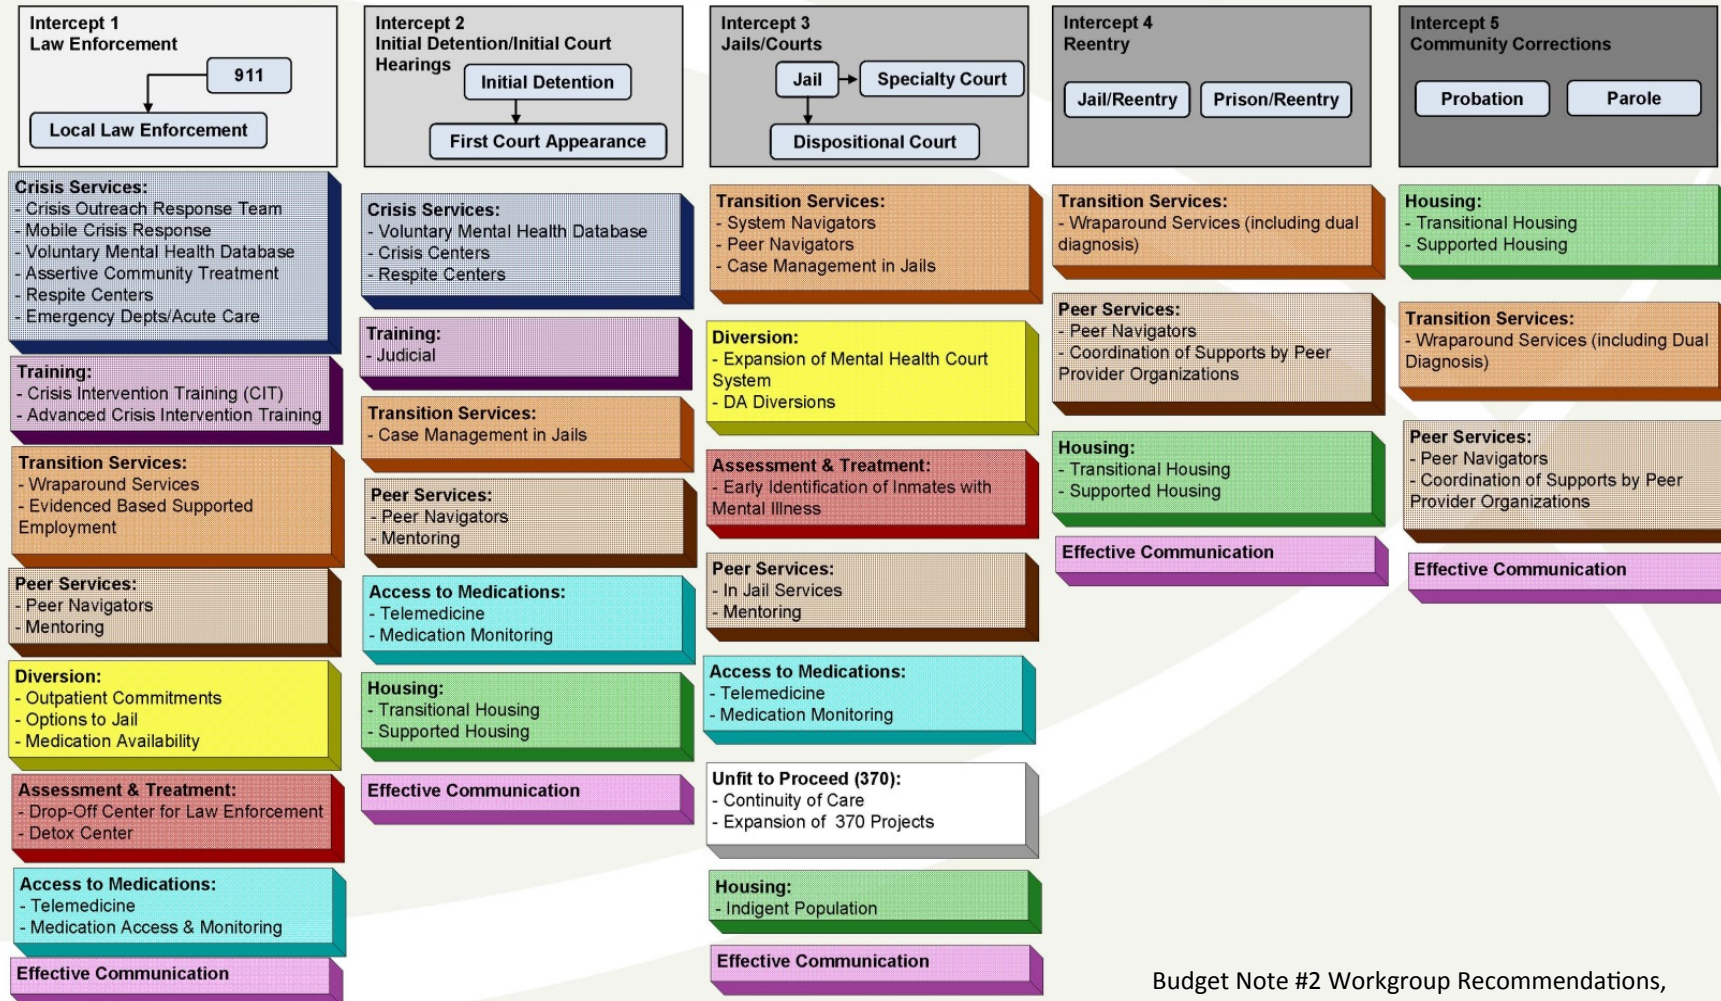 Intercept 1
Law Enforcement
911
Local Law Enforcement
Crisis Services:
- Crisis Outreach Response Team
- Mobile Crisis Response
- Voluntary Mental Health Database
- Assertive Community Treatment
- Respite Centers
- Emergency Depts/Acute Care
Training:
- Crisis Intervention Training (CIT)
- Advanced Crisis Intervention Training
Transition Services:
- Wraparound Services
- Evidenced Based Supported
Employment
Peer Services:
- Peer Navigators
- Mentoring
Diversion:
- Outpatient Commitments
- Options to Jail
- Medication Availability
Assessment & Treatment:
- Drop-Off Center for Law Enforcement
- Detox Center
Access to Medications:
- Telemedicine
- Medication Access & Monitoring
Effective Communication
Intercept 2
Initial Detention/Initial Court
Hearings
Initial Detention
First Court Appearance
Crisis Services:
- Voluntary Mental Health Database
- Crisis Centers
- Respite Centers
Training:
- Judicial
Transition Services:
- Case Management in Jails
Peer Services:
- Peer Navigators
- Mentoring
Access to Medications:
- Telemedicine
- Medication Monitoring
Housing:
- Transitional Housing
- Supported Housing
Effective Communication
Intercept 3
Jails/Courts
Jail
Specialty Court
Dispositional Court
Transition Services:
- System Navigators
- Peer Navigators
- Case Management in Jails
Diversion:
- Expansion of Mental Health Court
System
- DA Diversions
Assessment & Treatment:
- Early Identification of Inmates with
Mental Illness
Peer Services:
- In Jail Services
- Mentoring
Access to Medications:
- Telemedicine
- Medication Monitoring
Unfit to Proceed (370):
- Continuity of Care
- Expansion of 370 Projects
Housing:
- Indigent Population
Effective Communication
Intercept 4
Reentry
Jail/Reentry
Prison/Reentry
Transition Services:
- Wraparound Services (including dual
diagnosis)
Peer Services:
- Peer Navigators
- Coordination of Supports by Peer
Provider Organizations
Housing:
- Transitional Housing
- Supported Housing
Effective Communication
Intercept 5
Community Corrections
Probation
Parole
Housing:
- Transitional Housing
- Supported Housing
Transition Services:
- Wraparound Services (including Dual
Diagnosis)
Peer Services:
- Peer Navigators
- Coordination of Supports by Peer
Provider Organizations
Effective Communication
Budget Note #2 Workgroup Recommendations,